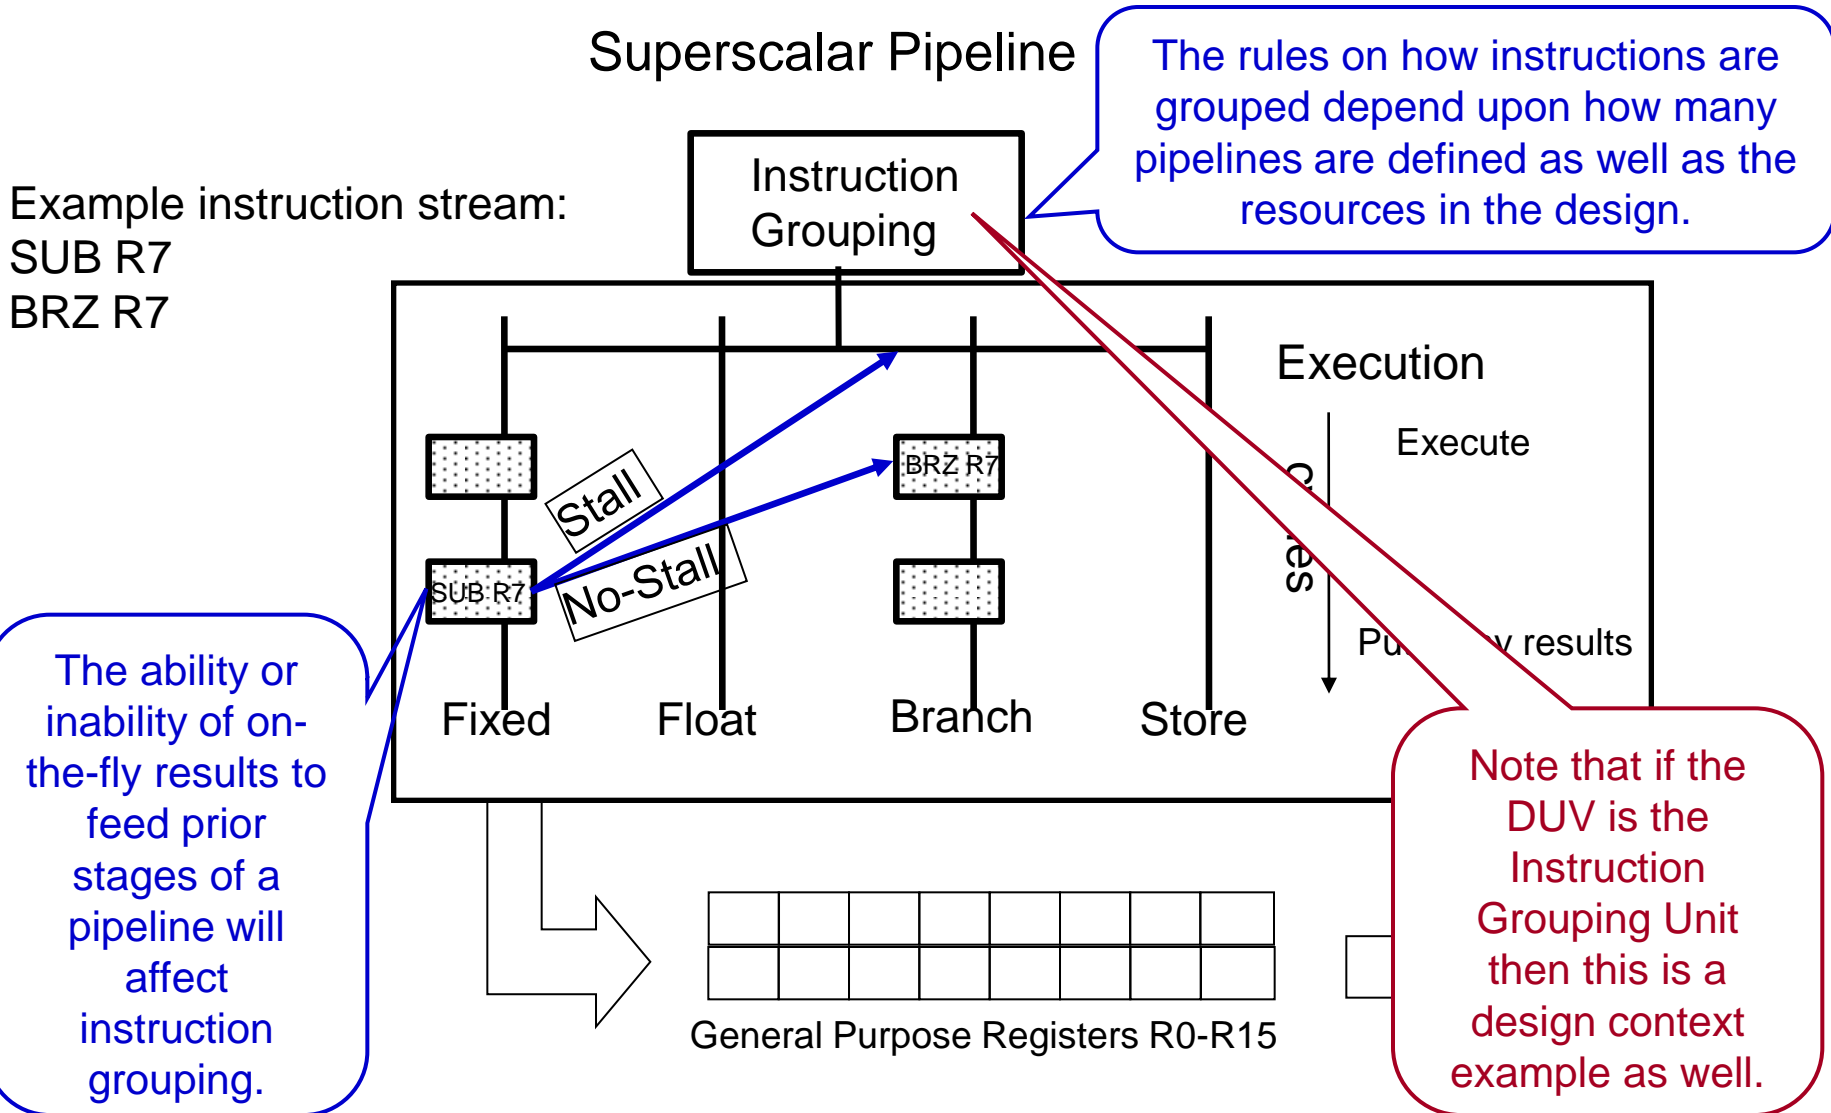 Superscalar Pipeline
The rules on how instructions are
grouped depend upon how many
pipelines are defined as well as the
resources in the design.
Instruction
Grouping
Example instruction stream:
SUB R7
BRZ R7
Execution
Execute
Stall
No-Stall
BRZ R7
SUB R7
results
Fixed
Float
Branch
Store
The ability or
inability of on-
the-fly results to
feed prior
stages of a
pipeline will
affect
instruction
grouping.
Note that if the
DUV is the
Instruction
Grouping Unit
then this is a
design context
example as well.
General Purpose Registers R0-R15